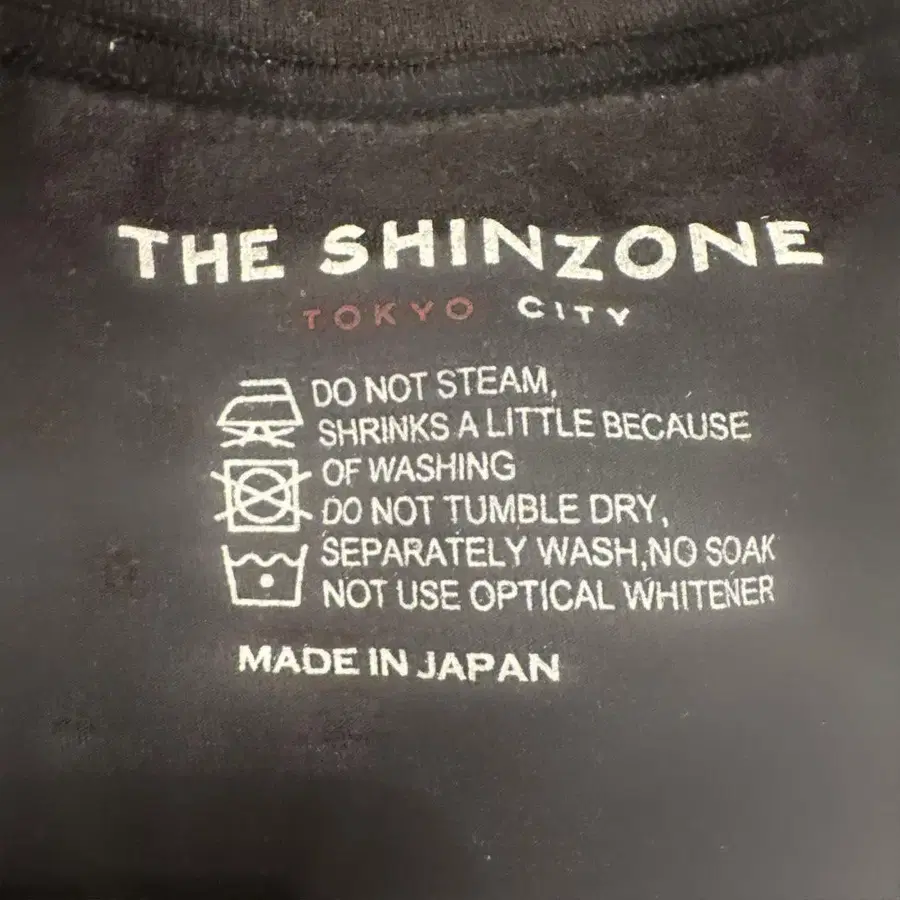 THE SHINZONE
TOKYO CITY
DO NOT STEAM,
SHRINKS A LITTLE BECAUSE
OF WASHING
DO NOT TUMBLE DRY,
SEPARATELY WASH,NO SOAK
NOT USE OPTICAL WHITENER
MADE IN JAPAN